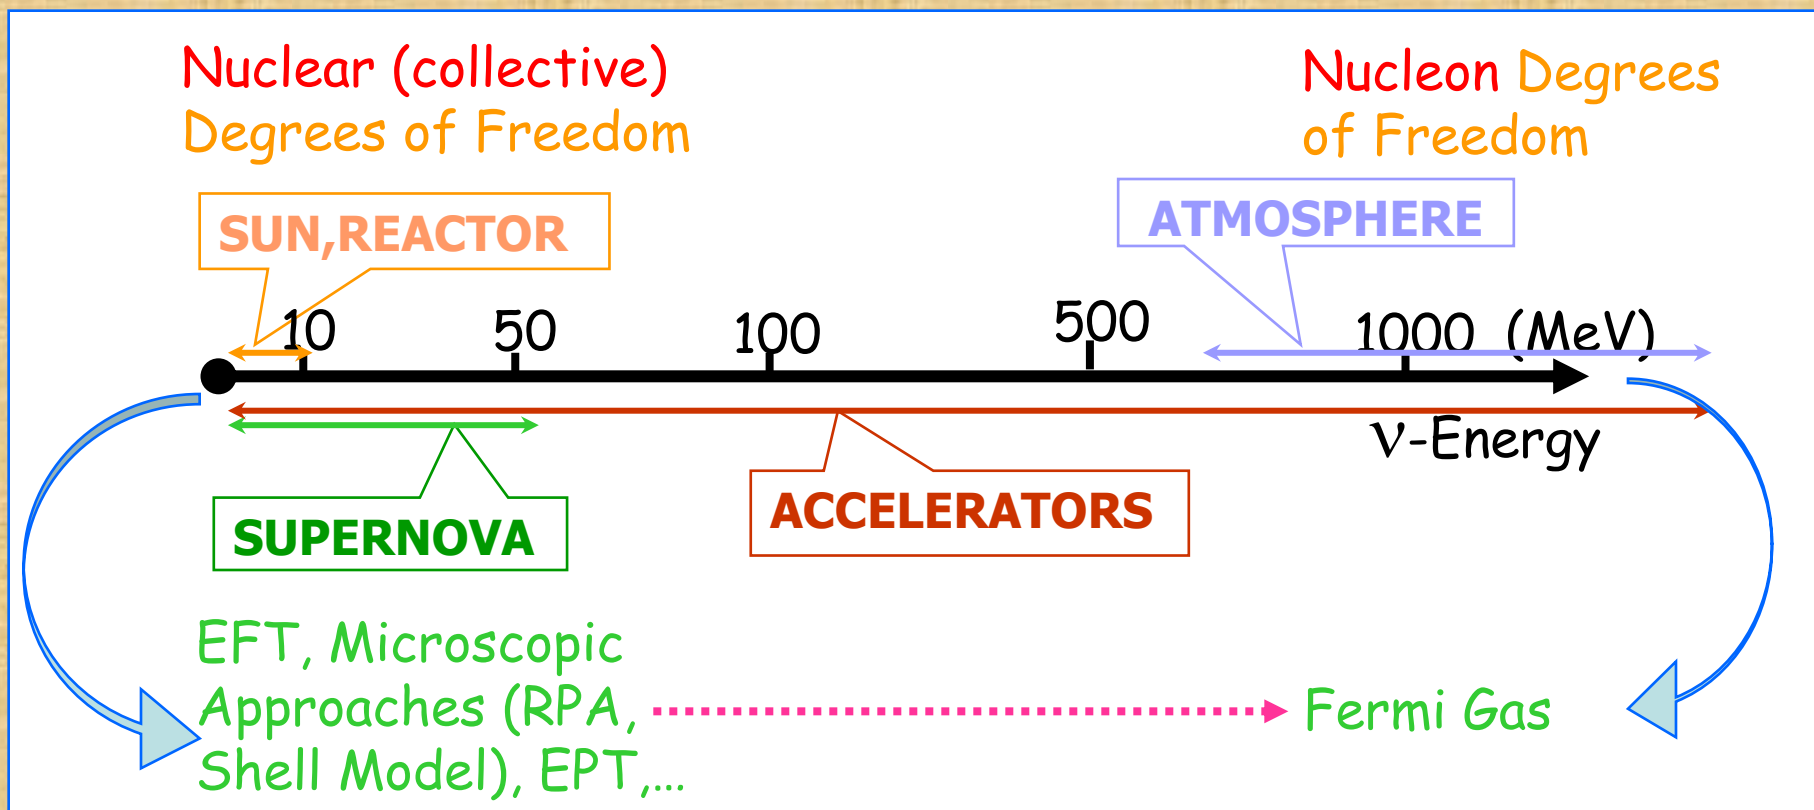 Nuclear (collective)
Degrees of Freedom
Nucleon Degrees
of Freedom
SUN,REACTOR
ATMOSPHERE
10
50
100
500
1000 (MeV)
ν-Energy
SUPERNOVA
ACCELERATORS
EFT, Microscopic
Approaches (RPA,
Shell Model), EPT,...
Fermi Gas